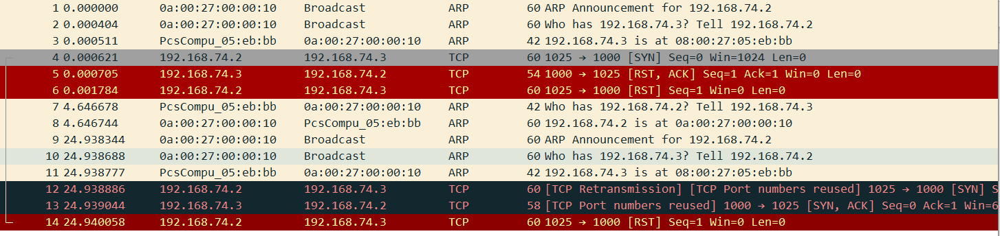 1 0.000000 0a:00:27:00:00:10 Broadcast ARP 60 ARP Announcement for 192.168.74.2
2 0.000404 0a:00:27:00:00:10 Broadcast ARP 60 Who has 192.168.74.3? Tell 192.168.74.2
3 0.000511 PcsCompu_05:eb:bb 0a:00:27:00:00:10 ARP 42 192.168.74.3 is at 08:00:27:05:eb:bb
4 0.000621 192.168.74.2 192.168.74.3 TCP 60 1025 → 1000 [SYN] Seq=0 Win=1024 Len=0
5 0.000705 192.168.74.3 192.168.74.2 TCP 54 1000 → 1025 [RST, ACK] Seq=1 Ack=1 Win=0 Len=0
6 0.001784 192.168.74.2 192.168.74.3 TCP 60 1025 → 1000 [RST] Seq=1 Win=0 Len=0
7 4.646678 PcsCompu_05:eb:bb 0a:00:27:00:00:10 ARP 42 Who has 192.168.74.2? Tell 192.168.74.3
8 4.646744 0a:00:27:00:00:10 PcsCompu_05:eb:bb ARP 60 192.168.74.2 is at 0a:00:27:00:00:10
9 24.938344 0a:00:27:00:00:10 Broadcast ARP 60 ARP Announcement for 192.168.74.2
10 24.938688 0a:00:27:00:00:10 Broadcast ARP 60 Who has 192.168.74.3? Tell 192.168.74.2
11 24.938777 PcsCompu_05:eb:bb 0a:00:27:00:00:10 ARP 42 192.168.74.3 is at 08:00:27:05:eb:bb
12 24.938886 192.168.74.2 192.168.74.3 TCP 60 [TCP Retransmission] [TCP Port numbers reused] 1025 → 1000 [SYN] S
13 24.939044 192.168.74.3 192.168.74.2 TCP 58 [TCP Port numbers reused] 1000 → 1025 [SYN, ACK] Seq=0 Ack=1 Win=6
14 24.940058 192.168.74.2 192.168.74.3 TCP 60 1025 → 1000 [RST] Seq=1 Win=0 Len=0